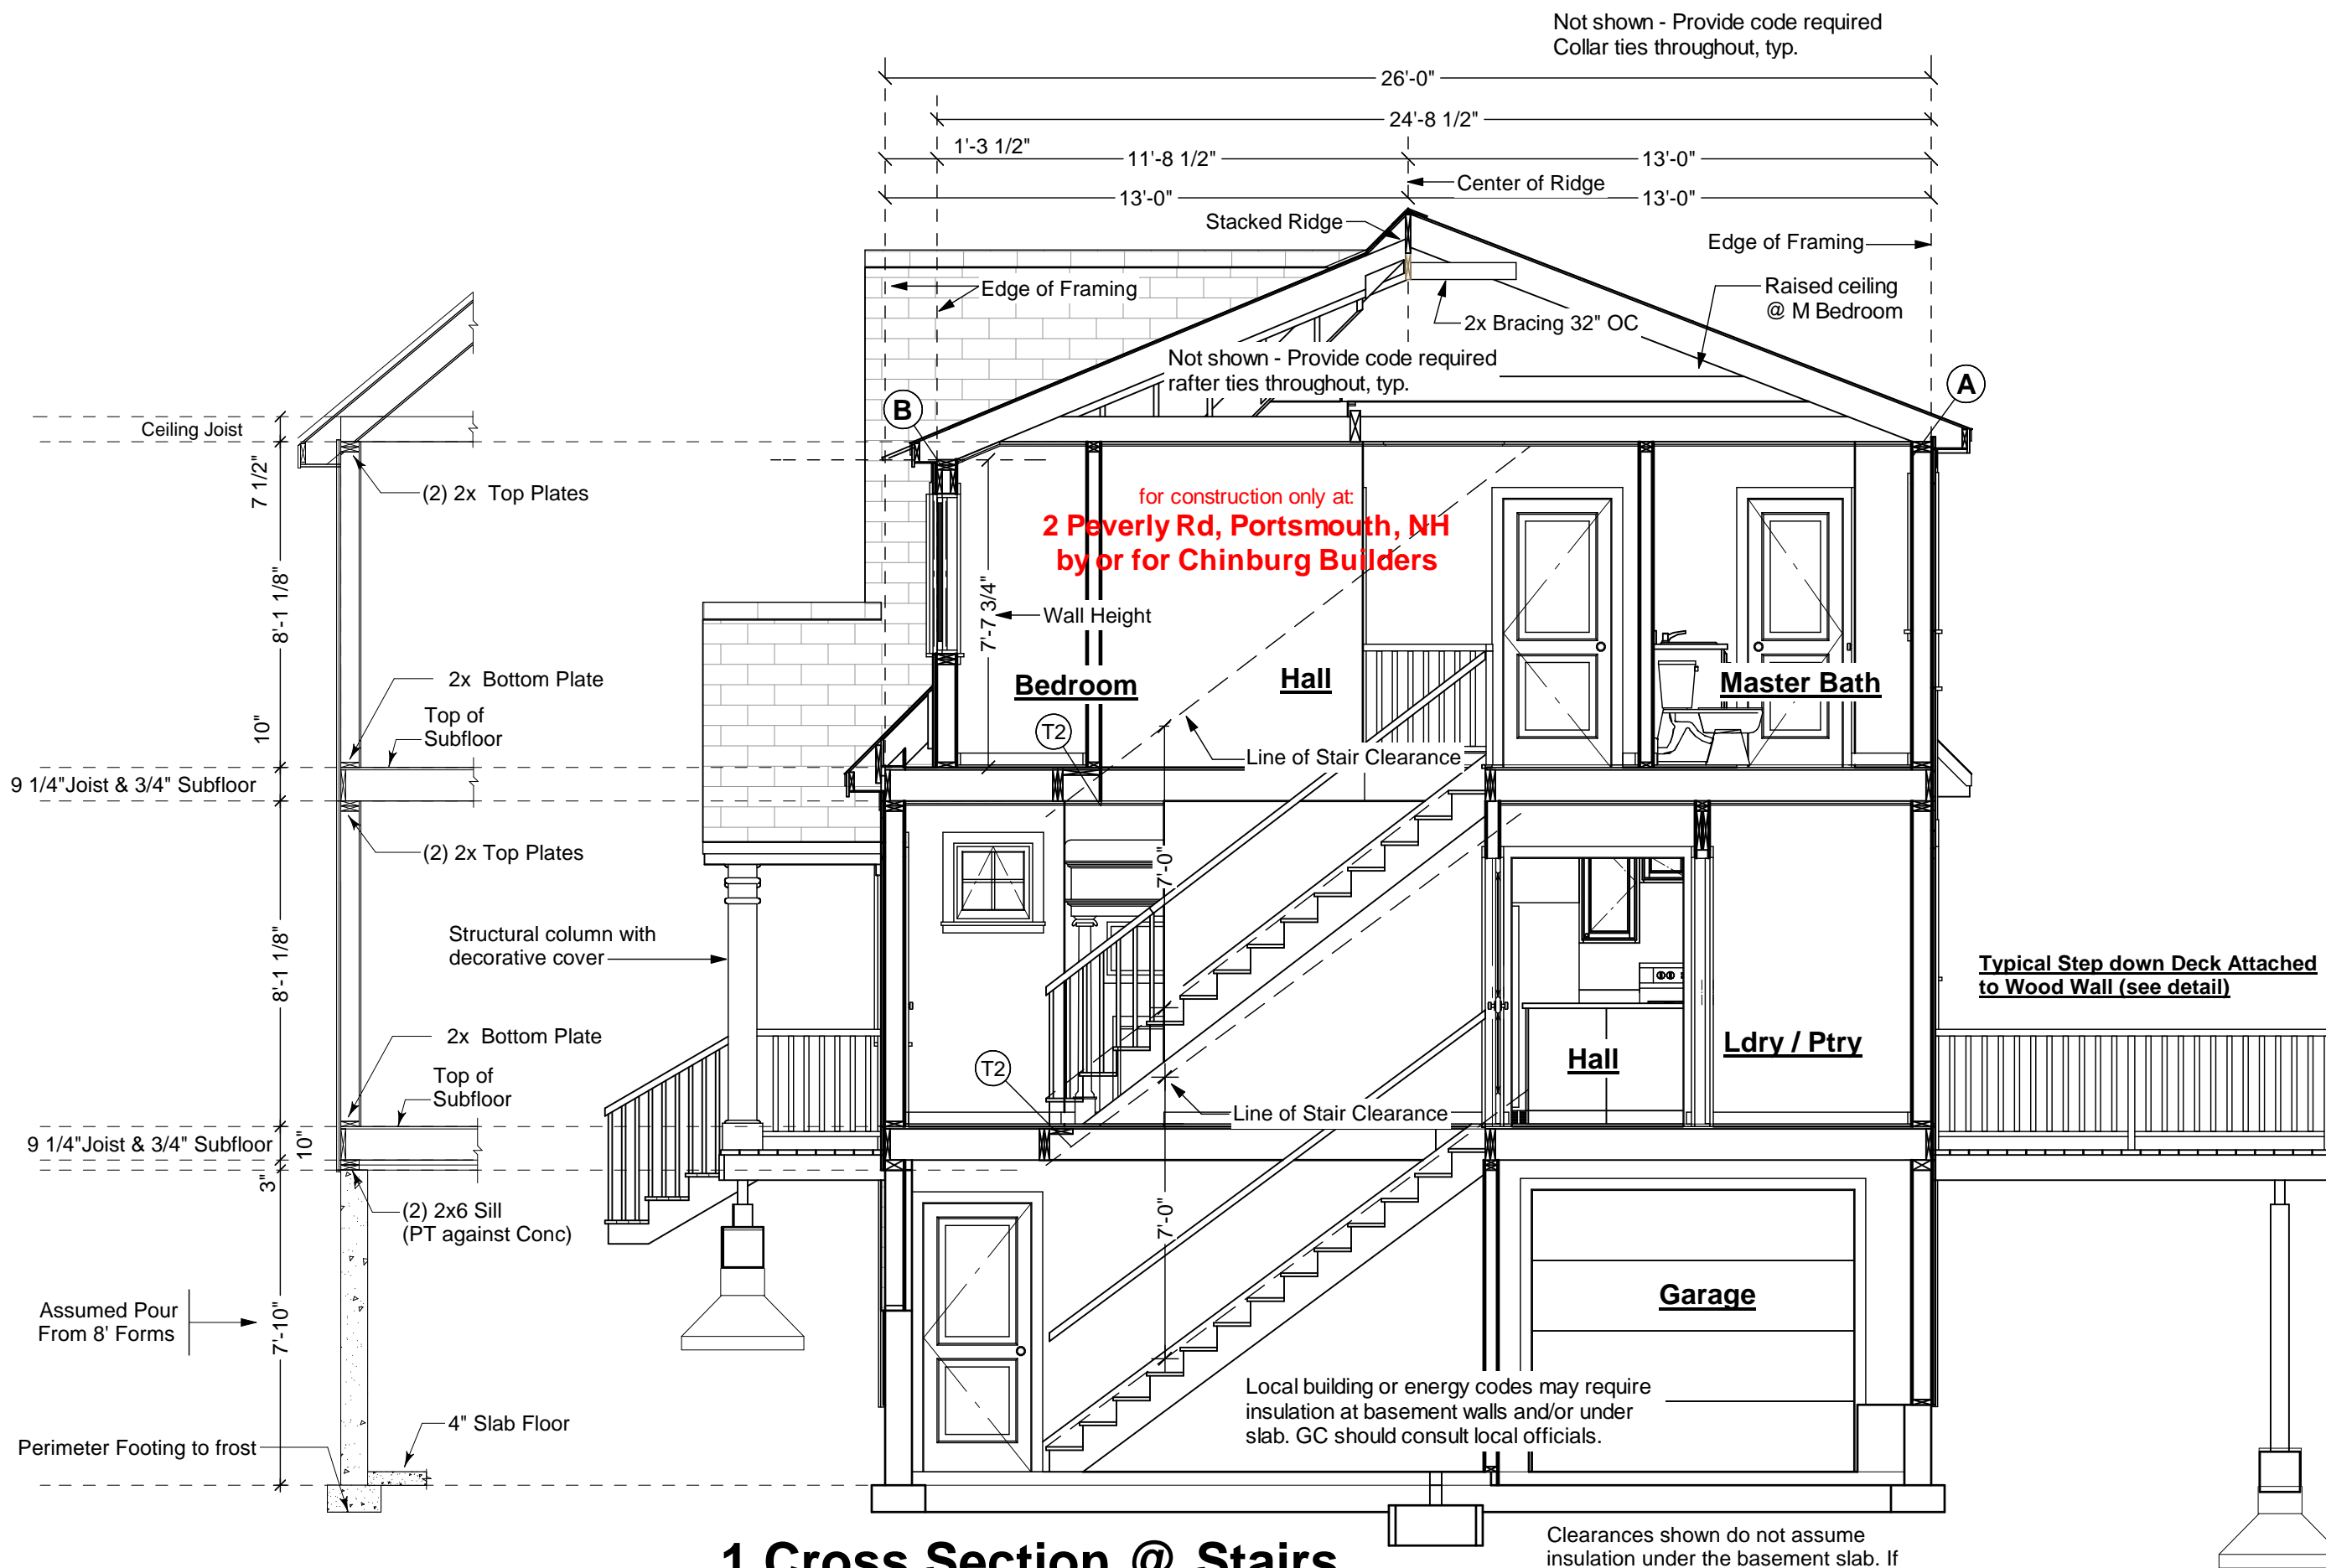 Not shown - Provide code required
Collar ties throughout, typ.
26'-0"
24'-8 1/2"
1'-3 1/2"
11'-8 1/2"
13'-0"
Center of Ridge
13'-0"
13'-0"
Stacked Ridge
Edge of Framing
Edge of Framing
Raised ceiling
@ M Bedroom
2x Bracing 32" OC
Not shown - Provide code required
rafter ties throughout, typ.
A
B
Ceiling Joist
7 1/2"
(2) 2x Top Plates
for construction only at:
2 Peverly Rd, Portsmouth, NH
by or for Chinburg Builders
8'-1 1/8"
7'-7 3/4"
Wall Height
2x Bottom Plate
Bedroom
Hall
Master Bath
Top of
Subfloor
10"
T2
Line of Stair Clearance
9 1/4"Joist & 3/4" Subfloor
(2) 2x Top Plates
7'-0"
Structural column with
decorative cover
8'-1 1/8"
Typical Step down Deck Attached
to Wood Wall (see detail)
2x Bottom Plate
Hall
Ldry / Ptry
T2
Top of
Subfloor
Line of Stair Clearance
9 1/4"Joist & 3/4" Subfloor
10"
3"
(2) 2x6 Sill
(PT against Conc)
7'-0"
Assumed Pour
From 8' Forms
7'-10"
Garage
Local building or energy codes may require
insulation at basement walls and/or under
slab. GC should consult local officials.
4" Slab Floor
Perimeter Footing to frost
1 Cross Section @ Stairs
Clearances shown do not assume
insulation under the basement slab. If